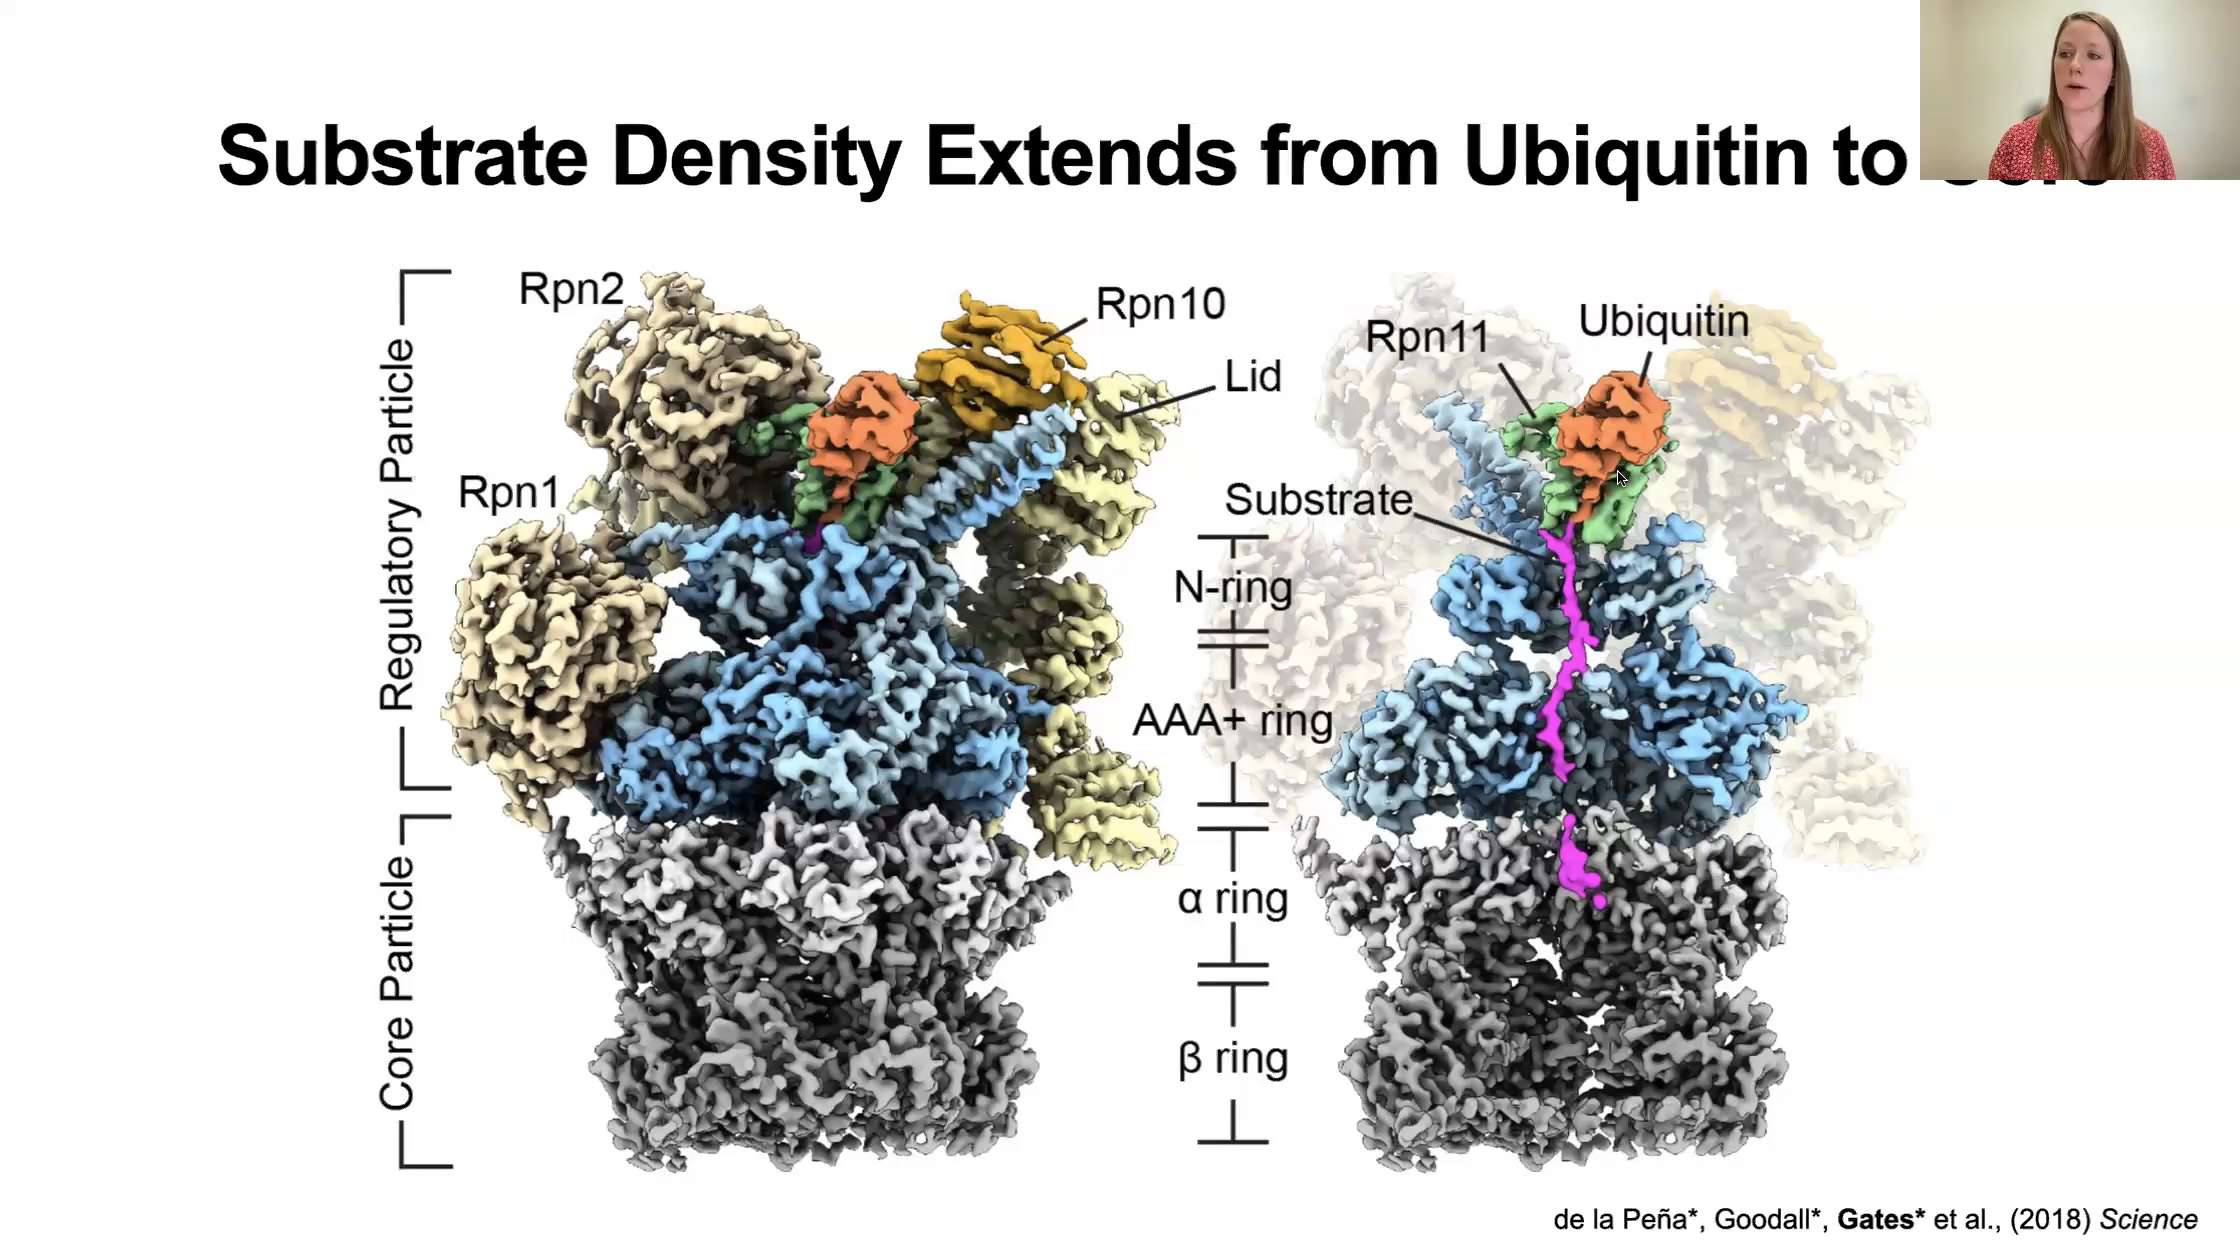 Substrate Density Extends from Ubiquitin to
Rpn2
Rpn10
Lid
Rpn1
Regulatory Particle
Core Particle
Rpn11
Ubiquitin
Substrate
N-ring
AAA+ ring
α ring
β ring
de la Peña*, Goodall*, Gates* et al., (2018) Science